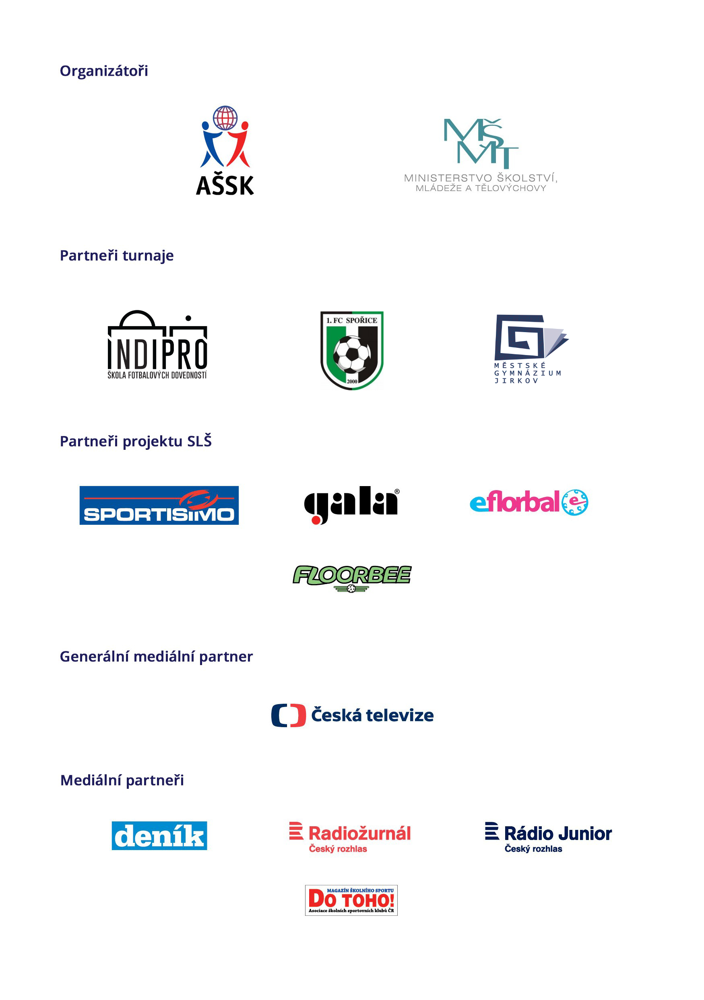 Organizátoři
AŠSK
MŠMT
MINISTERSTVO ŠKOLSTVÍ,
MLÁDEŽE A TĚLOVÝCHOVY
Partneři turnaje
INDIPRO
ŠKOLA FOTBALOVÝCH DOVEDNOSTÍ
1. FC SPOŘICE
2000
MĚSTSKÉ
GYMNÁZIUM
JIRKOV
Partneři projektu SLŠ
SPORTISIMO
gala®
eflorbal e
FLOORBEE
Generální mediální partner
Česká televize
Mediální partneři
deník
Radiožurnál
Český rozhlas
Rádio Junior
Český rozhlas
MAGAZÍN ŠKOLNÍHO SPORTU
DO TOHO!
Asociace školních sportovních klubů ČR